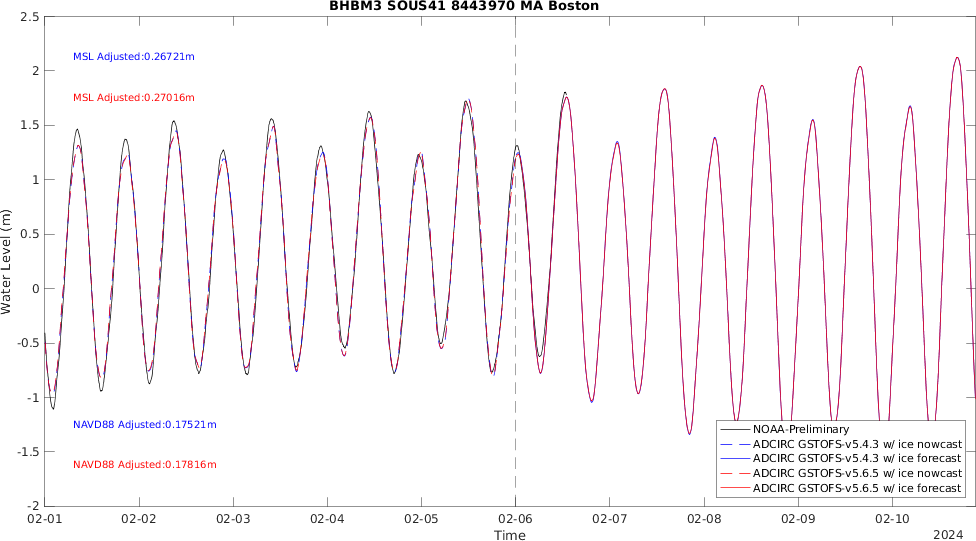 BHBM3 SOUS41 8443970 MA Boston
2.5
2
1.5
1
0.5
0
-0.5
-1
-1.5
-2
Water Level (m)
MSL Adjusted:0.26721m
MSL Adjusted:0.27016m
NAVD88 Adjusted:0.17521m
NAVD88 Adjusted:0.17816m
NOAA-Preliminary
ADCIRC GSTOFS-v5.4.3 w/ ice nowcast
ADCIRC GSTOFS-v5.4.3 w/ ice forecast
ADCIRC GSTOFS-v5.6.5 w/ ice nowcast
ADCIRC GSTOFS-v5.6.5 w/ ice forecast
02-01 02-02 02-03 02-04 02-05 02-06 02-07 02-08 02-09 02-10
Time
2024